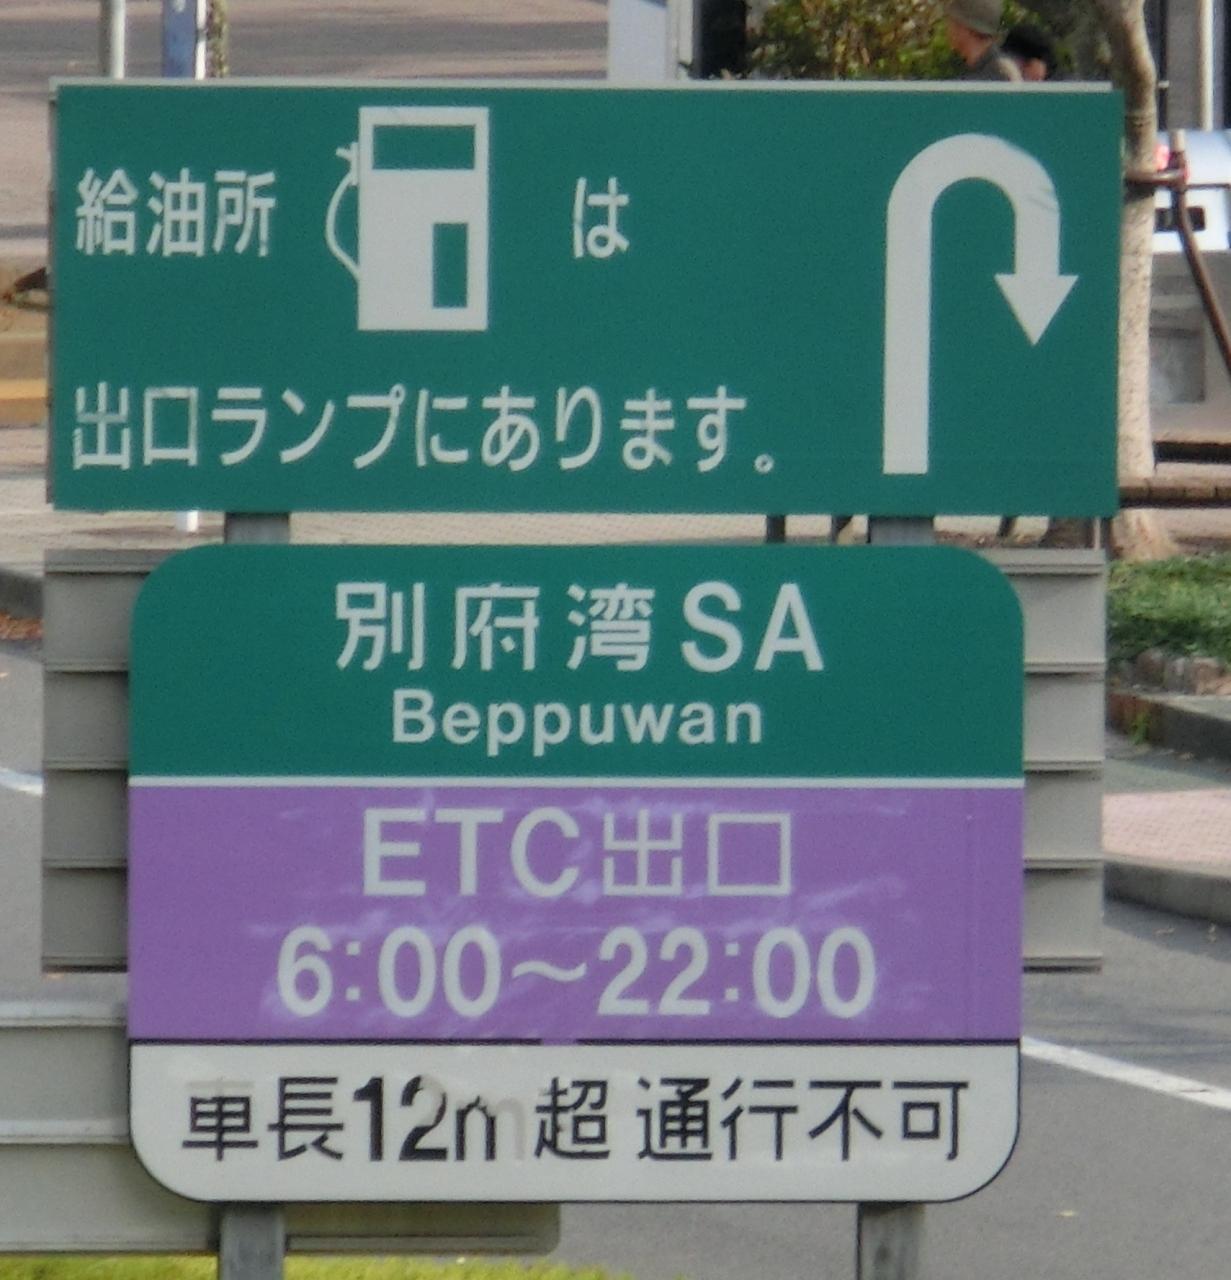 給油所 は
出口ランプにあります。
別府湾SA
Beppuwan
ETC出口
6:00～22:00
車長12m超 通行不可